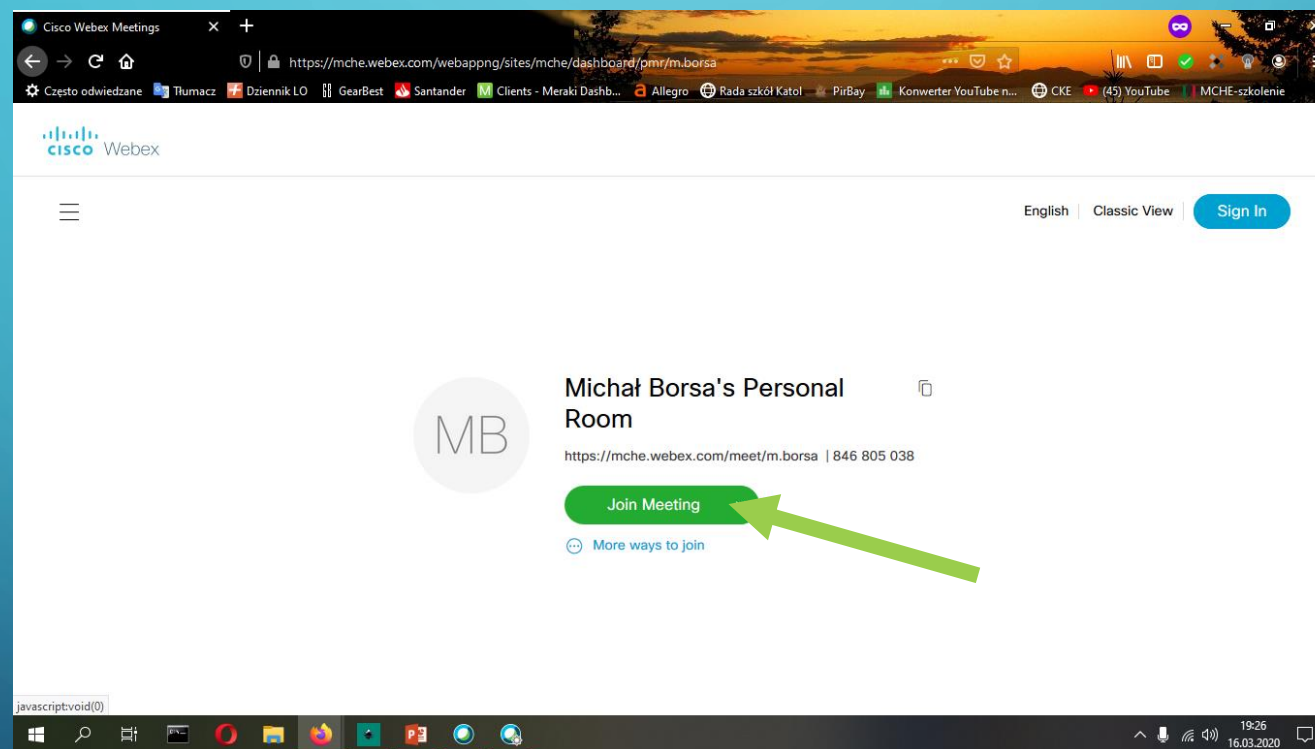 Cisco Webex Meetings
https://mche.webex.com/webappng/sites/mche/dashboard/pmr/m.borsa
Często odwiedzane Tłumacz Dziennik LO GearBest Santander Clients - Meraki Dashb... Allegro Rada szkół Katol PirBay Konwerter YouTube n... CKE (45) YouTube MCHE-szkolenie
CISCO Webex
English Classic View Sign In
Michał Borsa's Personal
Room
MB
https://mche.webex.com/meet/m.borsa | 846 805 038
Join Meeting
More ways to join
javascript:void(0)
19:26
16.03.2020